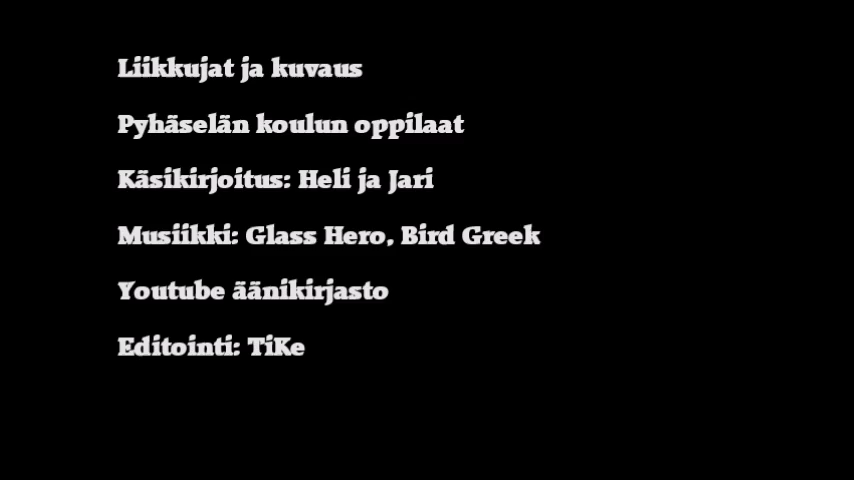 Liikkujat ja kuvaus
Pyhäselän koulun oppilaat
Käsikirjoitus: Heli ja Jari
Musiikki: Glass Hero, Bird Greek
Youtube äänikirjasto
Editointi: TiKe